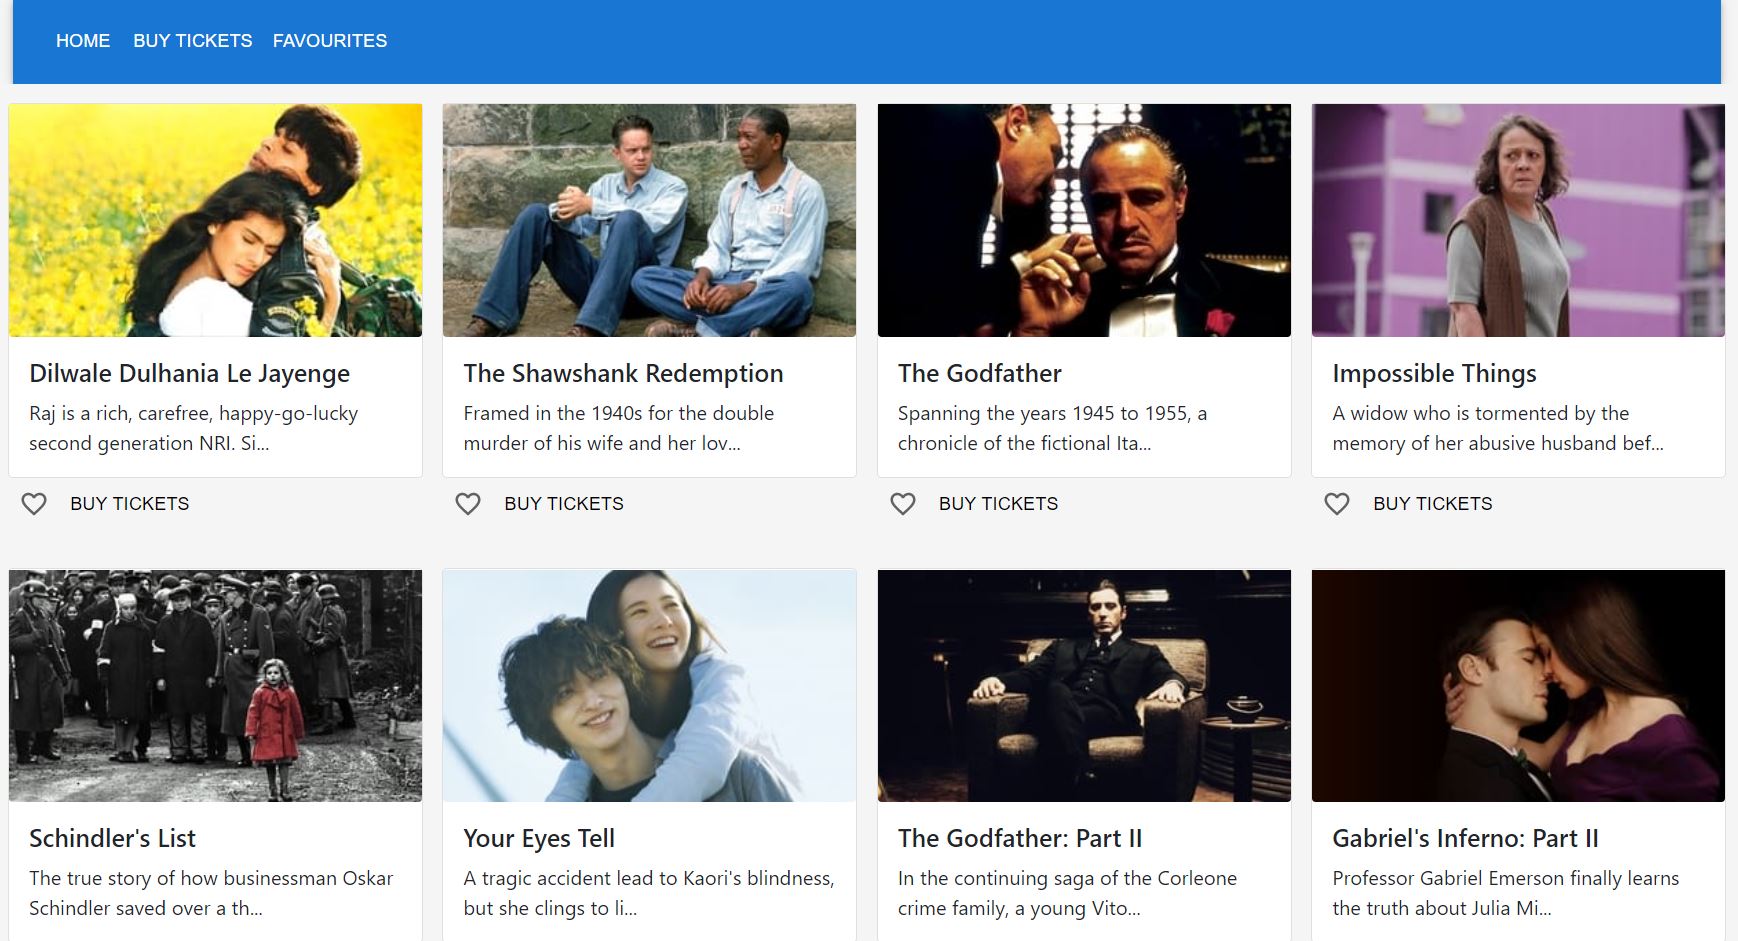 HOME BUY TICKETS FAVOURITES
Dilwale Dulhania Le Jayenge
Raj is a rich, carefree, happy-go-lucky
second generation NRI. Si...
BUY TICKETS
The Shawshank Redemption
Framed in the 1940s for the double
murder of his wife and her lov...
BUY TICKETS
The Godfather
Spanning the years 1945 to 1955, a
chronicle of the fictional Ita...
BUY TICKETS
Impossible Things
A widow who is tormented by the
memory of her abusive husband bef...
BUY TICKETS
Schindler's List
The true story of how businessman Oskar
Schindler saved over a th...
Your Eyes Tell
A tragic accident lead to Kaori's blindness,
but she clings to li...
The Godfather: Part II
In the continuing saga of the Corleone
crime family, a young Vito...
Gabriel's Inferno: Part II
Professor Gabriel Emerson finally learns
the truth about Julia Mi...